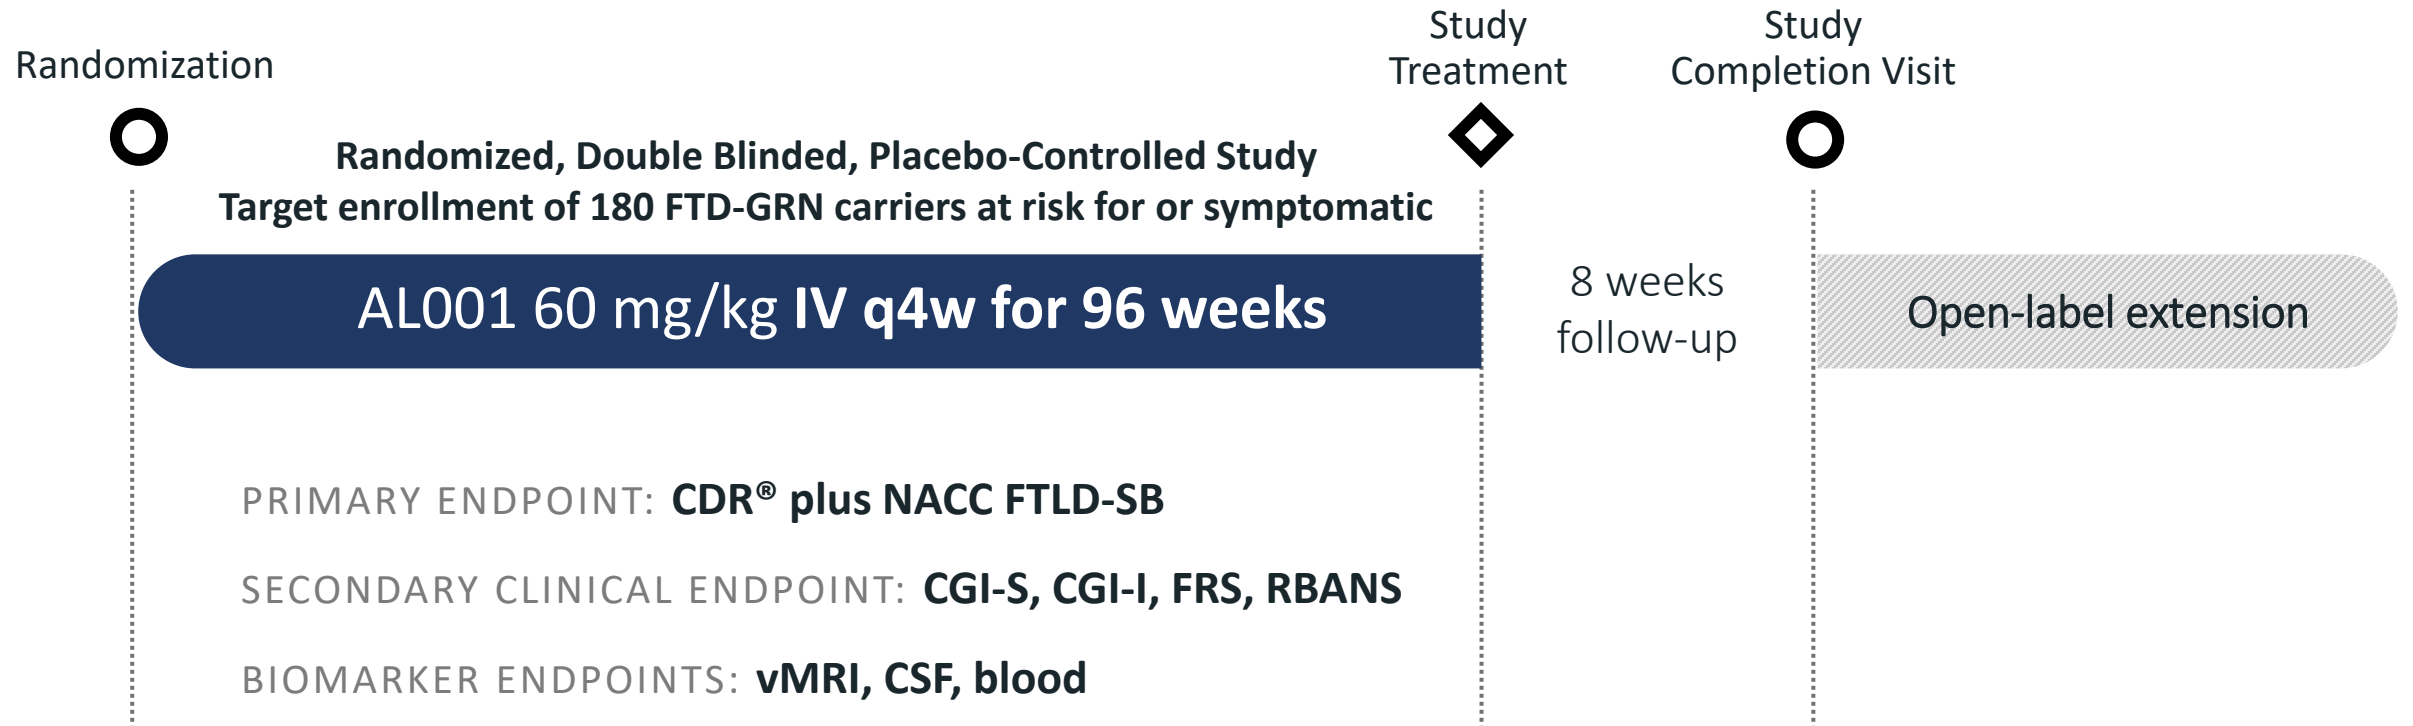 Randomization
Study
Treatment
Study
Completion Visit
Randomized, Double Blinded, Placebo-Controlled Study
Target enrollment of 180 FTD-GRN carriers at risk for or symptomatic
AL001 60 mg/kg IV q4w for 96 weeks
8 weeks
follow-up
Open-label extension
PRIMARY ENDPOINT: CDR® plus NACC FTLD-SB
SECONDARY CLINICAL ENDPOINT: CGI-S, CGI-I, FRS, RBANS
BIOMARKER ENDPOINTS: vMRI, CSF, blood